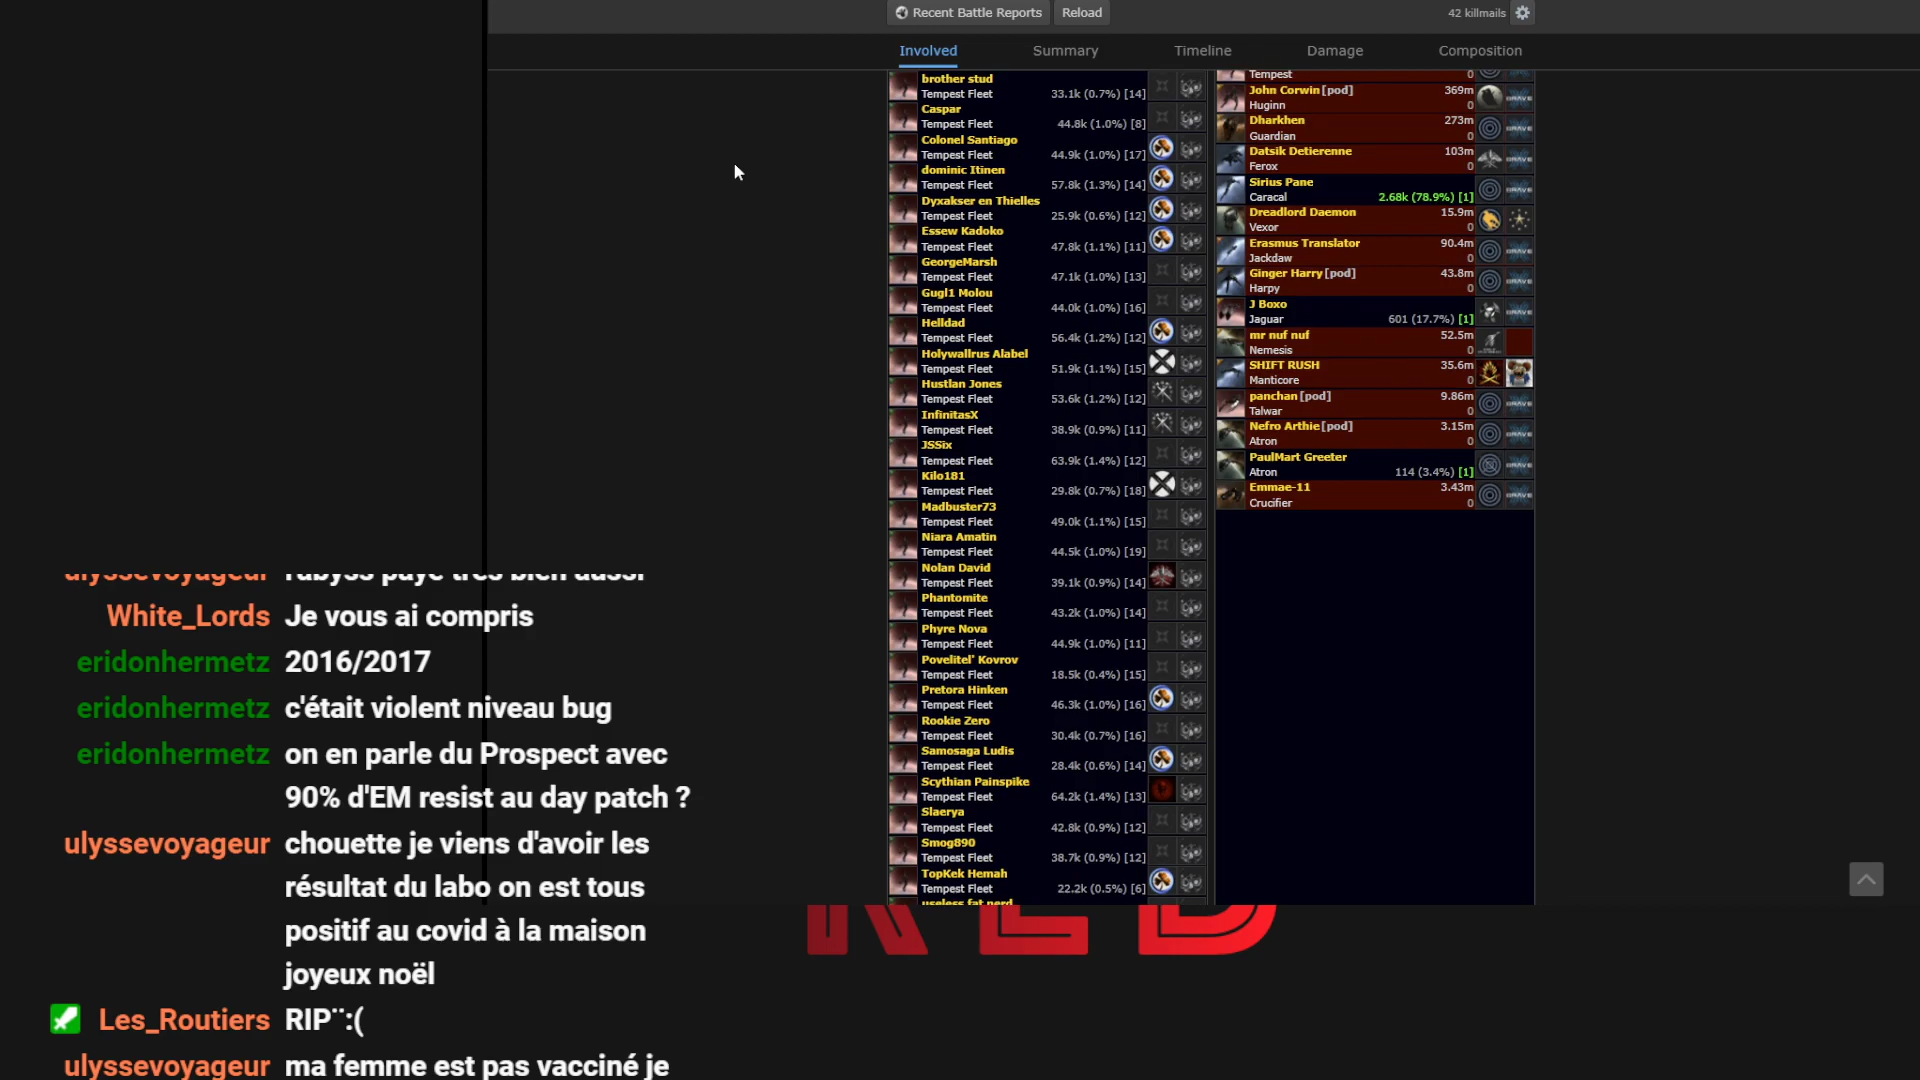 Recent Battle Reports
Reload
42 killmails
Involved
Summary
Timeline
Damage
Composition
brother stud
Tempest Fleet 33.1k (0.7%) [14]
Caspar
Tempest Fleet 44.8k (1.0%) [8]
Colonel Santiago
Tempest Fleet 44.9k (1.0%) [17]
dominic Itinen
Tempest Fleet 57.8k (1.3%) [14]
Dyxakser en Thielles
Tempest Fleet 25.9k (0.6%) [12]
Essew Kadoko
Tempest Fleet 47.8k (1.1%) [11]
GeorgeMarsh
Tempest Fleet 47.1k (1.0%) [13]
Gugl1 Molou
Tempest Fleet 44.0k (1.0%) [16]
Helldad
Tempest Fleet 56.4k (1.2%) [12]
Holywallrus Alabel
Tempest Fleet 51.9k (1.1%) [15]
Hustlan Jones
Tempest Fleet 53.6k (1.2%) [12]
InfinitasX
Tempest Fleet 38.9k (0.9%) [11]
JSSix
Tempest Fleet 63.9k (1.4%) [12]
Kilo181
Tempest Fleet 29.8k (0.7%) [18]
Madbuster73
Tempest Fleet 49.0k (1.1%) [15]
Niara Amatin
Tempest Fleet 44.5k (1.0%) [19]
Nolan David
Tempest Fleet 39.1k (0.9%) [14]
Phantomite
Tempest Fleet 43.2k (1.0%) [14]
Phyre Nova
Tempest Fleet 44.9k (1.0%) [11]
Povelitel' Kovrov
Tempest Fleet 18.5k (0.4%) [15]
Pretora Hinken
Tempest Fleet 46.3k (1.0%) [16]
Rookie Zero
Tempest Fleet 30.4k (0.7%) [16]
Samosaga Ludis
Tempest Fleet 28.4k (0.6%) [14]
Scythian Painspike
Tempest Fleet 64.2k (1.4%) [13]
Slaerya
Tempest Fleet 42.8k (0.9%) [12]
Smog890
Tempest Fleet 38.7k (0.9%) [12]
TopKek Hemah
Tempest Fleet 22.2k (0.5%) [6]
useless fat nerd
Tempest 0
John Corwin[pod] 369m
Huginn 0
Dharkhen 273m
Guardian 0
Datsik Detierenne 103m
Ferox 0
Sirius Pane
Caracal 2.68k (78.9%) [1]
Dreadlord Daemon 15.9m
Vexor 0
Erasmus Translator 90.4m
Jackdaw 0
Ginger Harry[pod] 43.8m
Harpy 0
J Boxo
Jaguar 601 (17.7%) [1]
mr nuf nuf 52.5m
Nemesis 0
SHIFT RUSH 35.6m
Manticore 0
panchan[pod] 9.86m
Talwar 0
Nefro Arthie[pod] 3.15m
Atron 0
PaulMart Greeter
Atron 114 (3.4%) [1]
Emmae-11 3.43m
Crucifier 0
ulyssevoyageur l'abyss paye très bien aussi
White_Lords Je vous ai compris
eridonhermetz 2016/2017
eridonhermetz c'était violent niveau bug
eridonhermetz on en parle du Prospect avec
90% d'EM resist au day patch ?
ulyssevoyageur chouette je viens d'avoir les
résultat du labo on est tous
positif au covid à la maison
joyeux noël
Les_Routiers RIP¨:(
ulyssevoyageur ma femme est pas vacciné je
RED